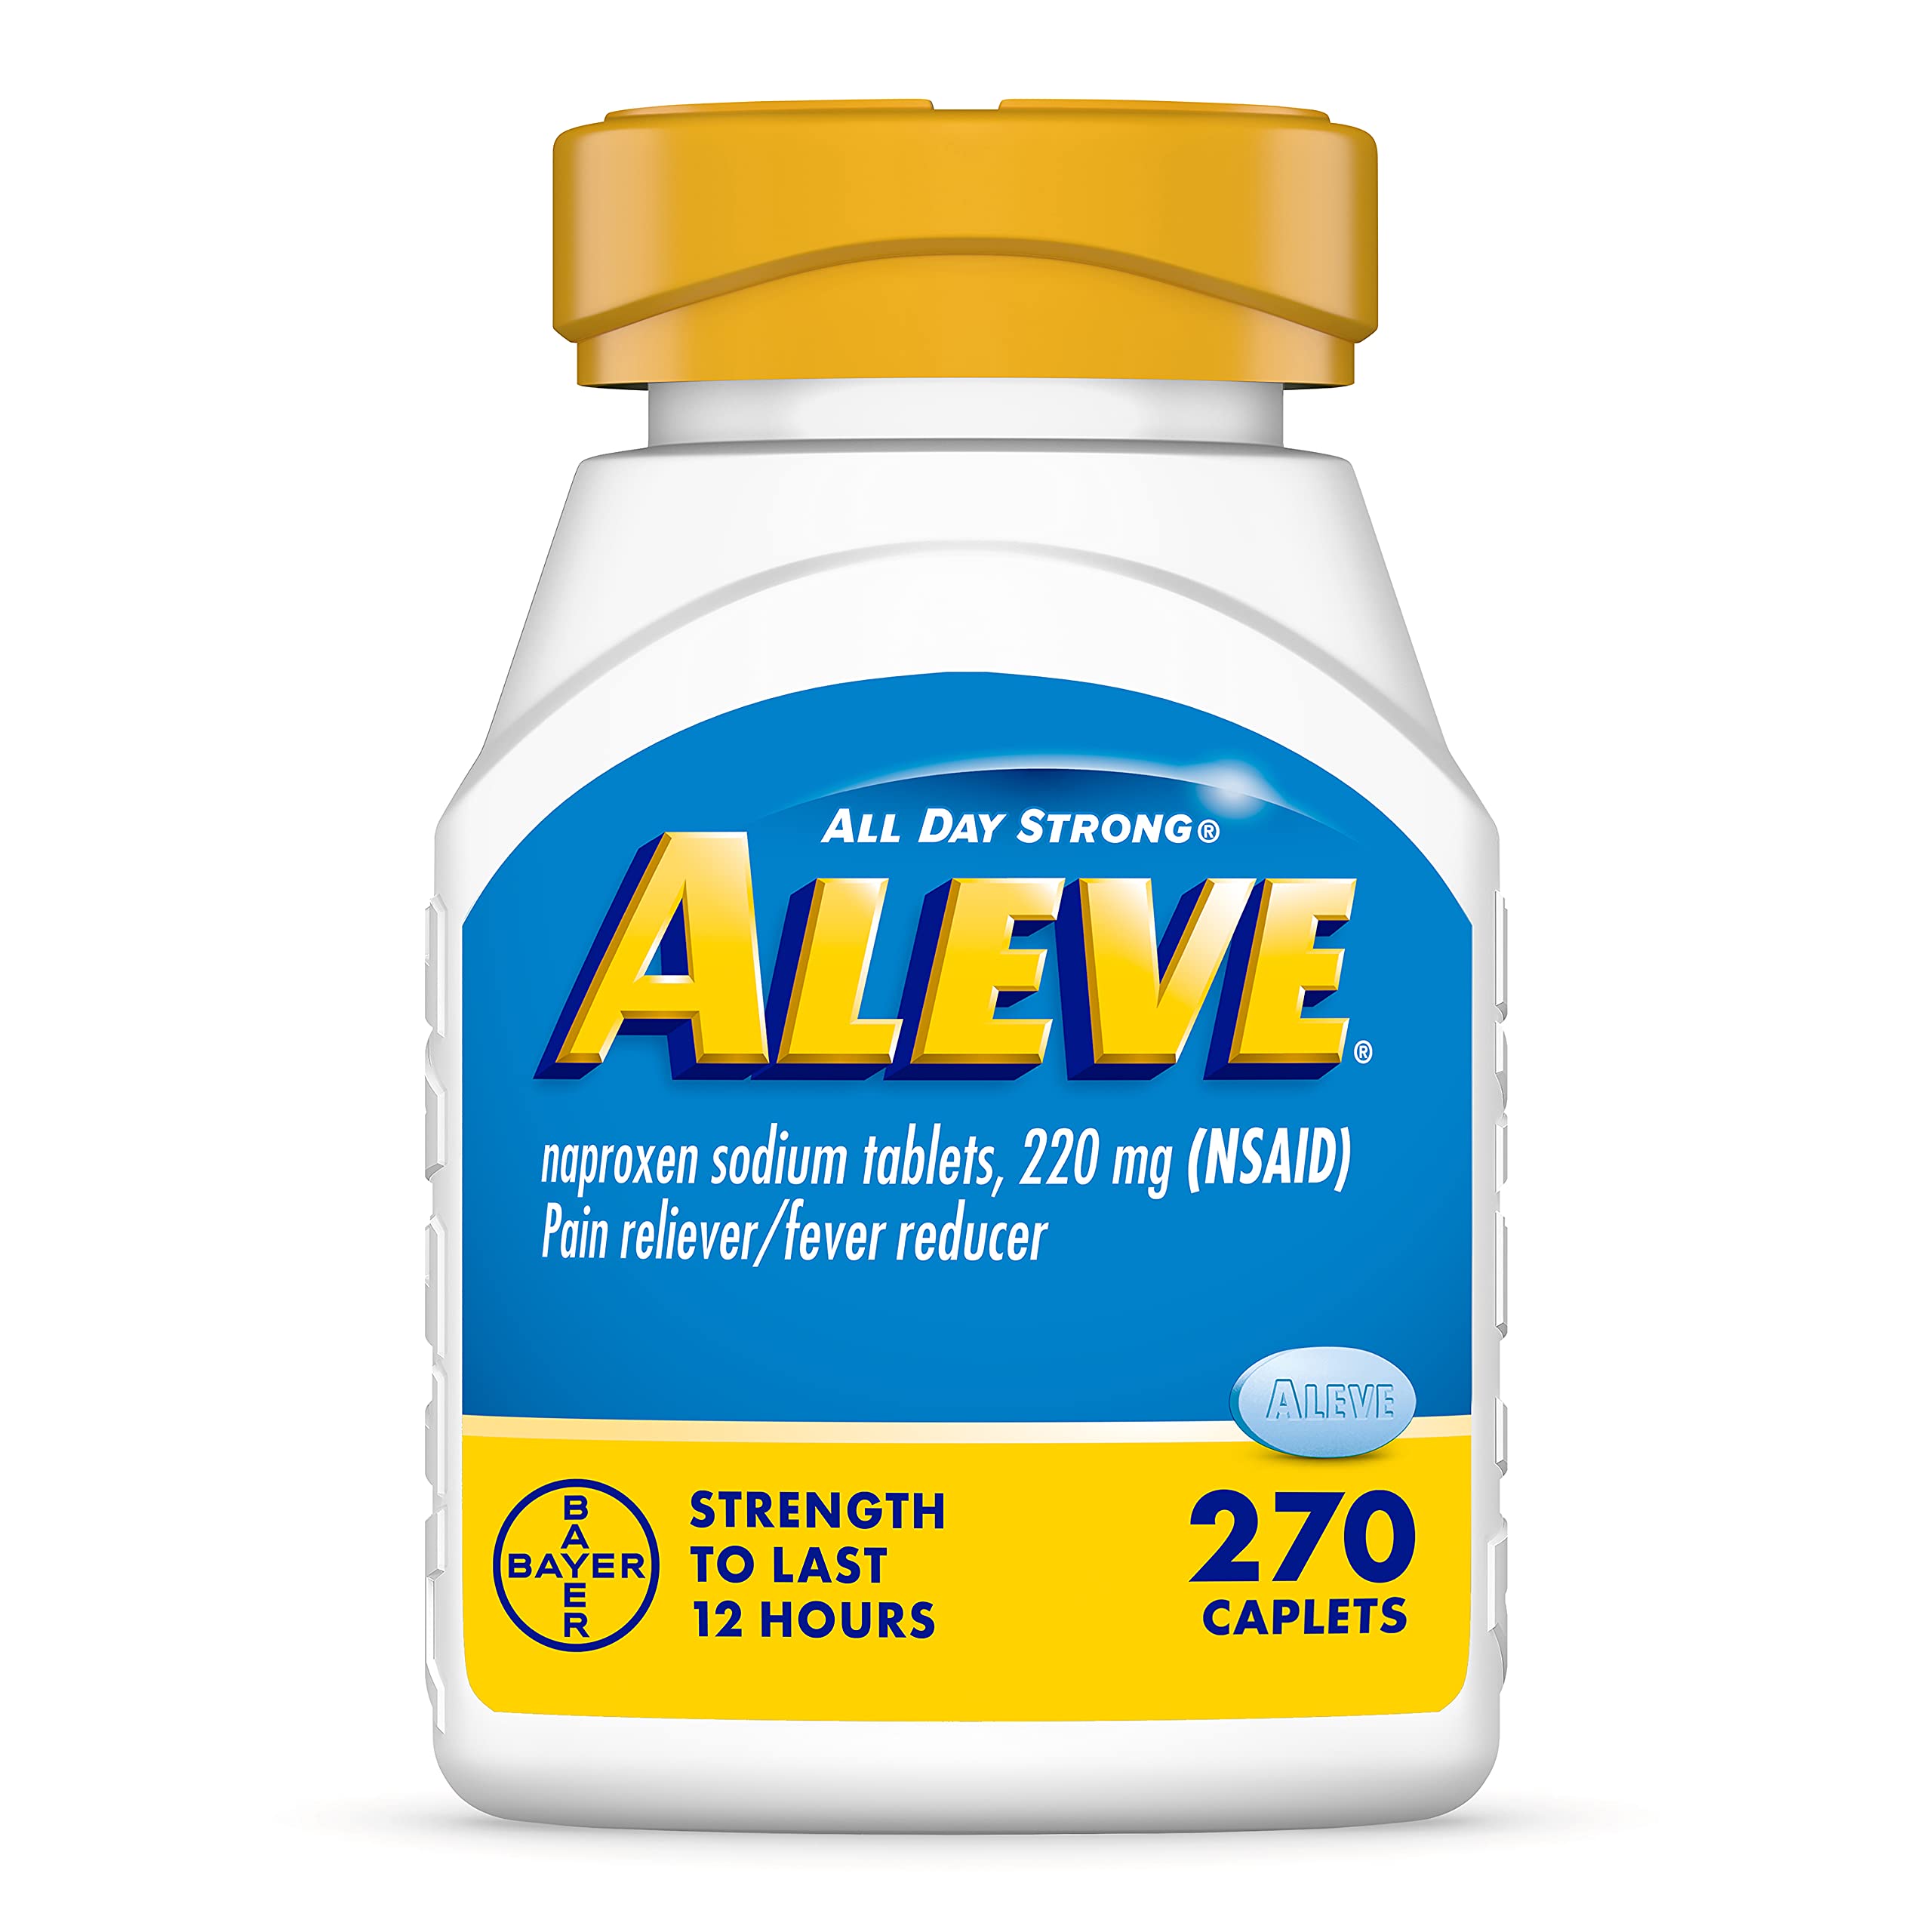 ALL DAY STRONG®
ALEVE®
naproxen sodium tablets, 220 mg (NSAID)
Pain reliever/fever reducer
ALEVE
BAYER
BAYER
STRENGTH
TO LAST
12 HOURS
270
CAPLETS